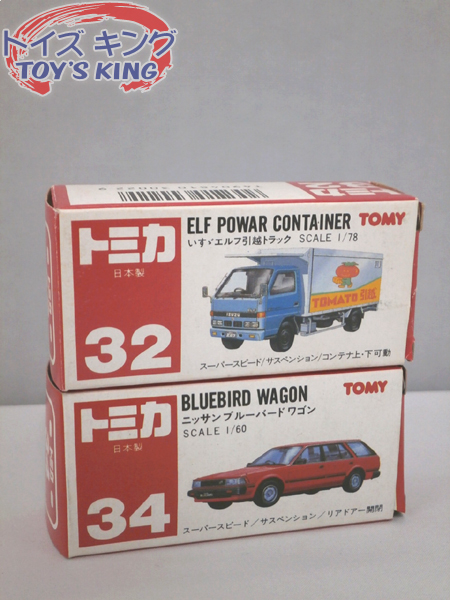 トイズ キング
TOY'S KING
トミカ
日本製
32
ELF POWAR CONTAINER TOMY
いすゞエルフ引越トラック SCALE 1/78
TOMATO 引越
スーパースピード/サスペンション/コンテナ上・下可動
トミカ
日本製
34
BLUEBIRD WAGON TOMY
ニッサンブルーバードワゴン
SCALE 1/60
スーパースピード/サスペンション/リアドアー開閉